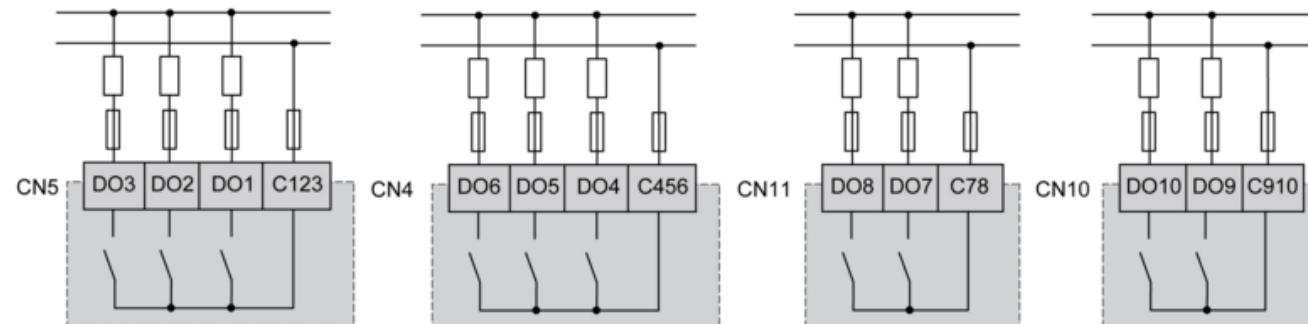 CN5 DO3 DO2 DO1 C123
CN4 DO6 DO5 DO4 C456
CN11 DO8 DO7 C78
CN10 DO10 DO9 C910